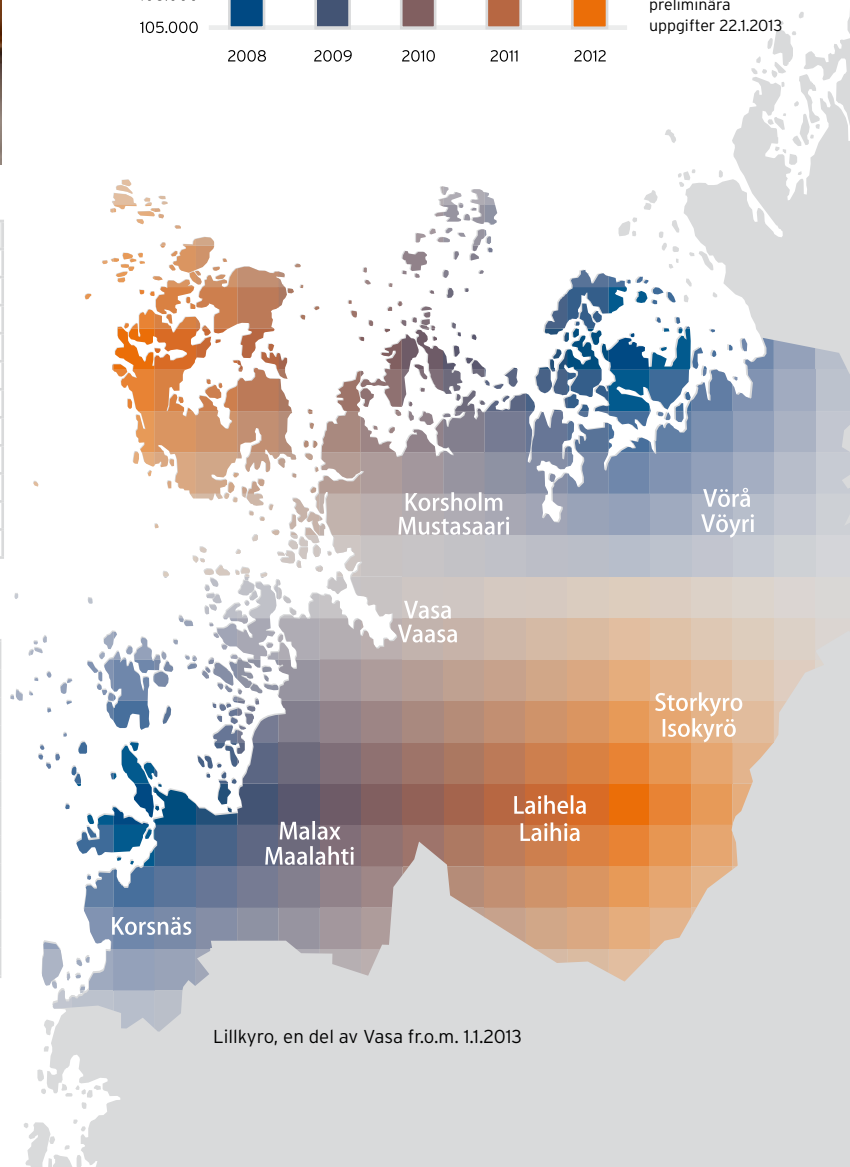 preliminära
105.000
uppgifter 22.1.2013
2008
2009
2010
2011
2012
Korsholm
Mustasaari
Vörå
Vöyri
Vasa
Vaasa
Storkyro
Isokyrö
Laihela
Laihia
Malax
Maalahti
Korsnäs
Lillkyro, en del av Vasa fr.o.m. 1.1.2013